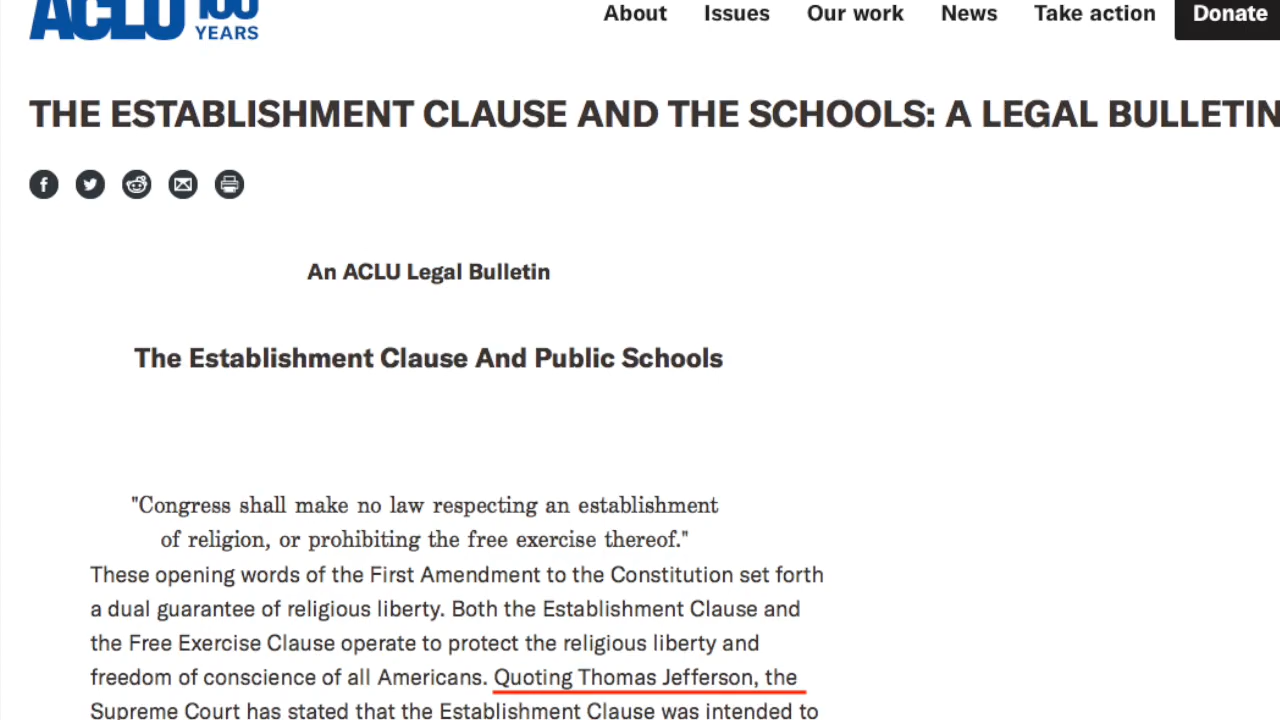 ACLU 100
YEARS
About Issues Our work News Take action Donate
THE ESTABLISHMENT CLAUSE AND THE SCHOOLS: A LEGAL BULLETIN
An ACLU Legal Bulletin
The Establishment Clause And Public Schools
"Congress shall make no law respecting an establishment
of religion, or prohibiting the free exercise thereof."
These opening words of the First Amendment to the Constitution set forth
a dual guarantee of religious liberty. Both the Establishment Clause and
the Free Exercise Clause operate to protect the religious liberty and
freedom of conscience of all Americans. Quoting Thomas Jefferson, the
Supreme Court has stated that the Establishment Clause was intended to